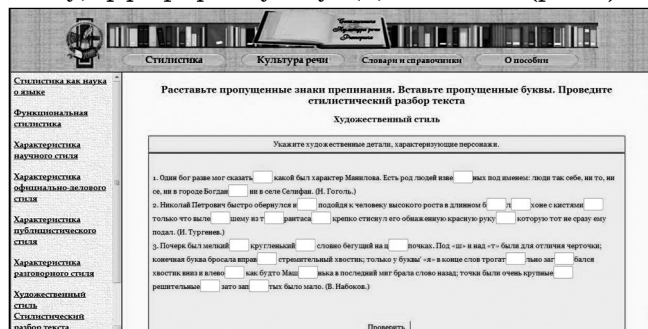 Стилистика
Культура речи
Риторика
Стилистика Культура речи Словари и справочники О пособии
Стилистика как наука
о языке
Функциональная
стилистика
Характеристика
научного стиля
Характеристика
официально-делового
стиля
Характеристика
публицистического
стиля
Характеристика
разговорного стиля
Художественный
стиль
Стилистический
разбор текста
Расставьте пропущенные знаки препинания. Вставьте пропущенные буквы. Проведите
стилистический разбор текста
Художественный стиль
Укажите художественные детали, характеризующие персонажи.
1. Один бог разве мог сказать какой был характер Манилова. Есть род людей изве ных под именем: люди так себе, ни то, ни
се, ни в городе Богдан ни в селе Селифан. (Н. Гоголь.)
2. Николай Петрович быстро обернулся и подойдя к человеку высокого роста в длинном б л хоне с кистями
только что выле шему из т рантаса крепко стиснул его обнаженную красную руку которую тот не сразу ему
подал. (И. Тургенев.)
3. Почерк был мелкий кругленький словно бегущий на ц почках. Под «ш» и над «т» были для отличия черточки;
конечная буква бросала вправ стремительный хвостик; только у буквы' «я» в конце слов трогат льно заг бался
хвостик вниз и влево как будто Маш нька в последний миг брала слово назад; точки были очень крупные
решительные зато зап тых было мало. (В. Набоков.)
Проверить